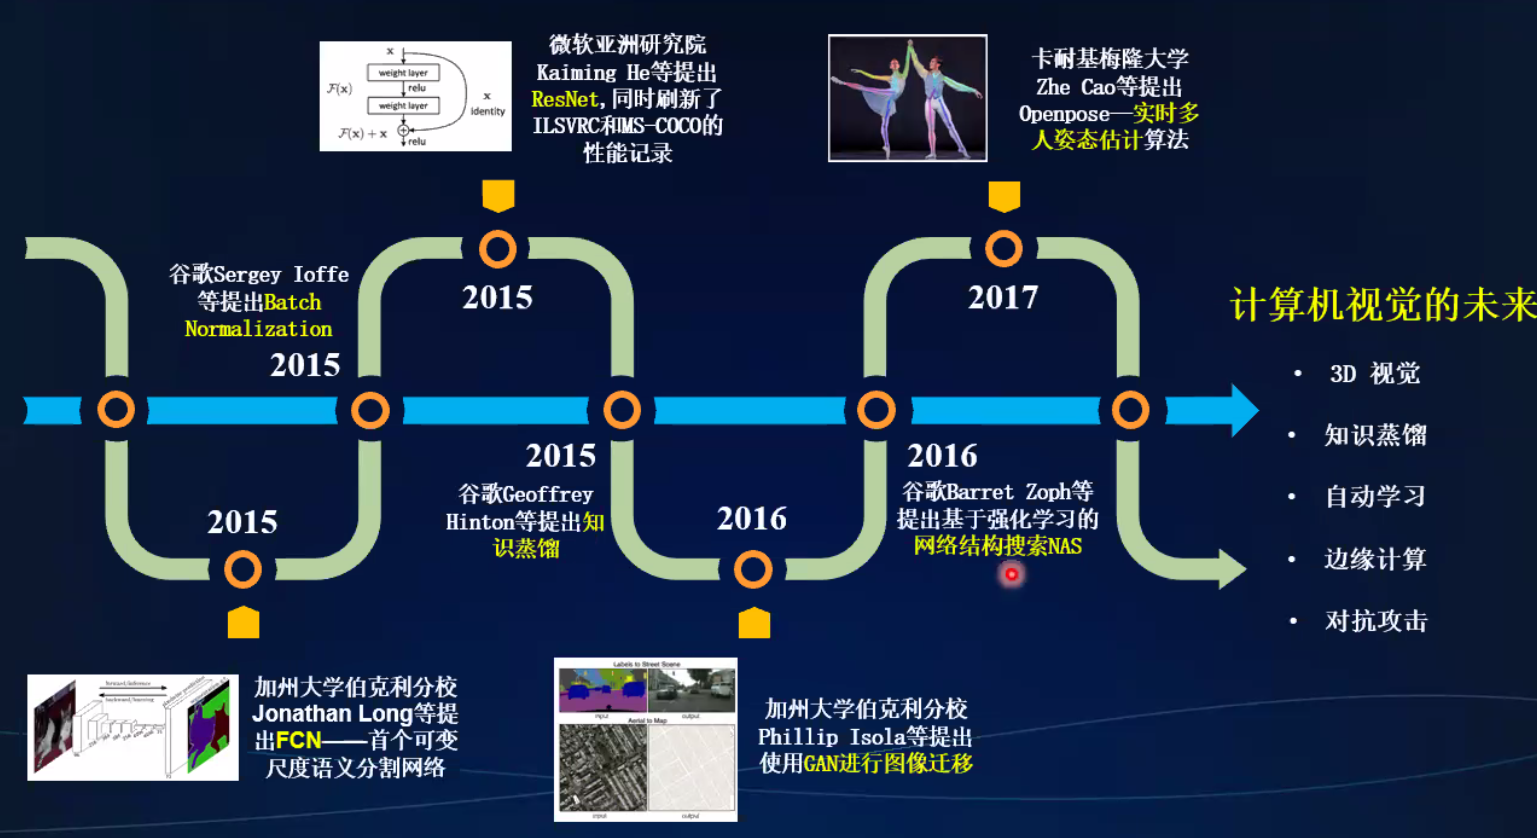 x
weight layer
relu
F(x)
weight layer
x
identity
F(x) + x
relu
微软亚洲研究院
Kaiming He等提出
ResNet,同时刷新了
ILSVRC和MS-COCO的
性能记录
卡耐基梅隆大学
Zhe Cao等提出
Openpose—实时多
人姿态估计算法
谷歌Sergey Ioffe
等提出Batch
Normalization
2015
2015
2017
计算机视觉的未来
• 3D 视觉
• 知识蒸馏
• 自动学习
• 边缘计算
• 对抗攻击
2015
2015
谷歌Geoffrey
Hinton等提出知
识蒸馏
2016
2016
谷歌Barret Zoph等
提出基于强化学习的
网络结构搜索NAS
forward/inference
backward/learning
加州大学伯克利分校
Jonathan Long等提
出FCN——首个可变
尺度语义分割网络
Labels to Street Scene
input
output
Aerial to Map
input
output
加州大学伯克利分校
Phillip Isola等提出
使用GAN进行图像迁移